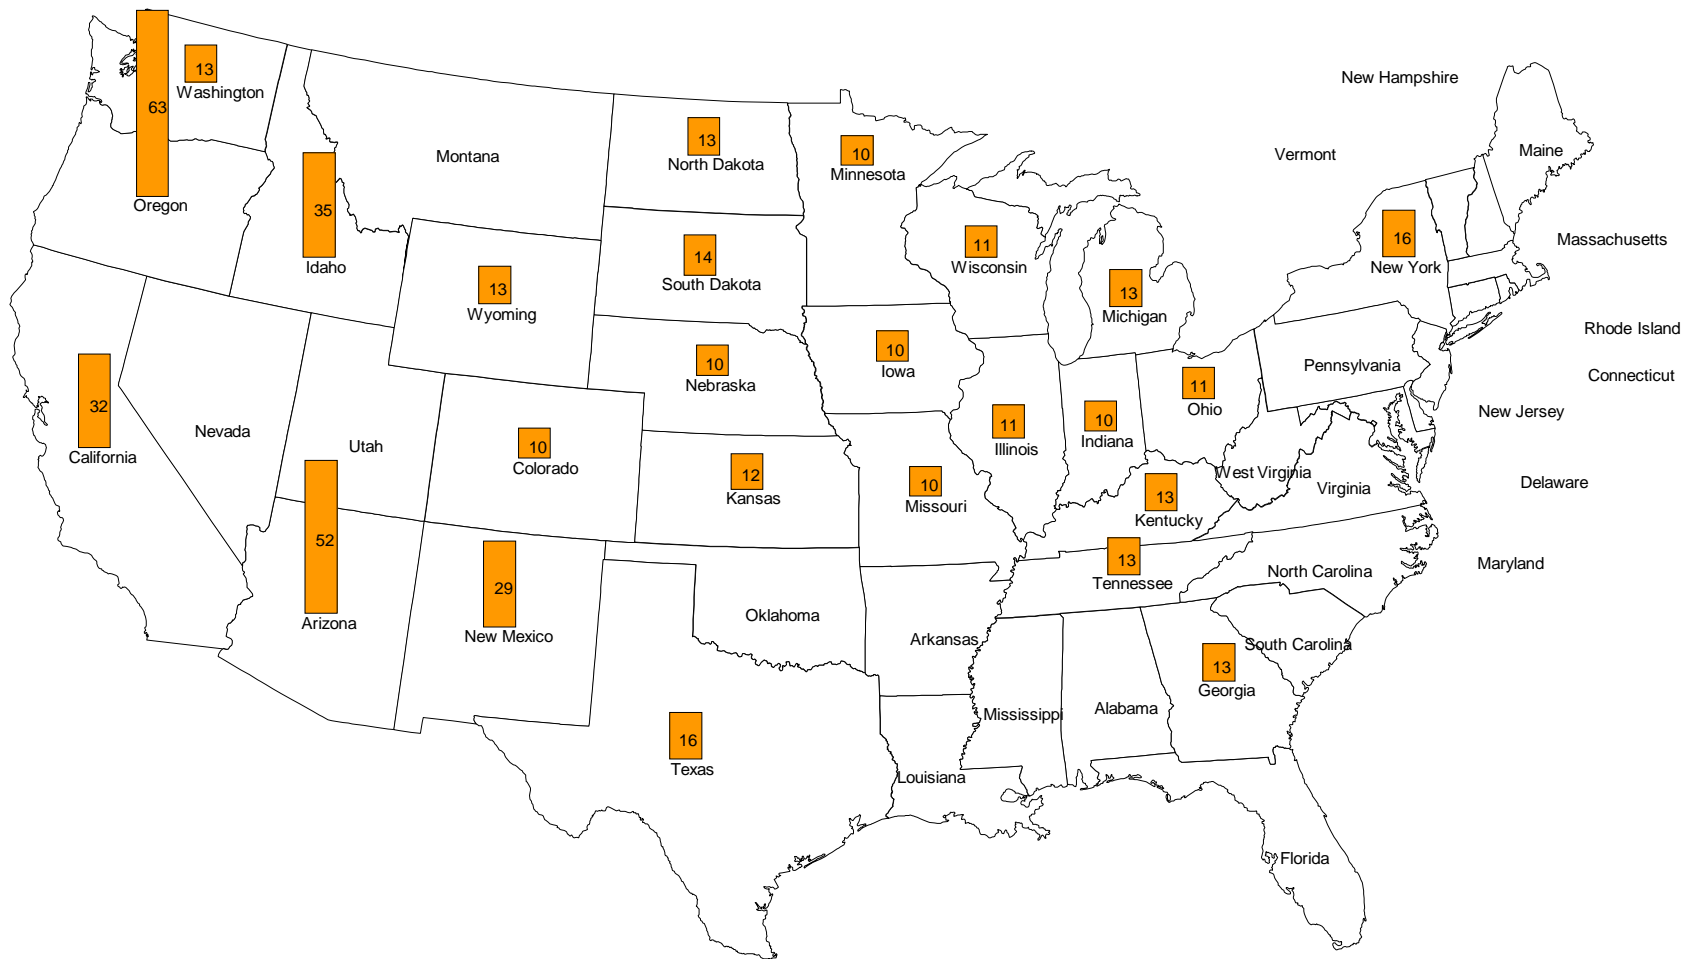 New Hampshire
13
Washington
63
13
North Dakota
10
Minnesota
Montana
Vermont
Maine
Oregon
35
Idaho
14
South Dakota
11
Wisconsin
16
New York
Massachusetts
13
Wyoming
13
Michigan
Rhode Island
32
California
10
Nebraska
10
Iowa
Pennsylvania
Connecticut
11
Ohio
New Jersey
Nevada
Utah
10
Colorado
11
Illinois
10
Indiana
12
Kansas
10
Missouri
West Virginia
Virginia
Delaware
13
Kentucky
52
Arizona
29
New Mexico
13
Tennessee
North Carolina
Maryland
Oklahoma
Arkansas
South Carolina
13
Georgia
Mississippi
Alabama
16
Texas
Louisiana
Florida